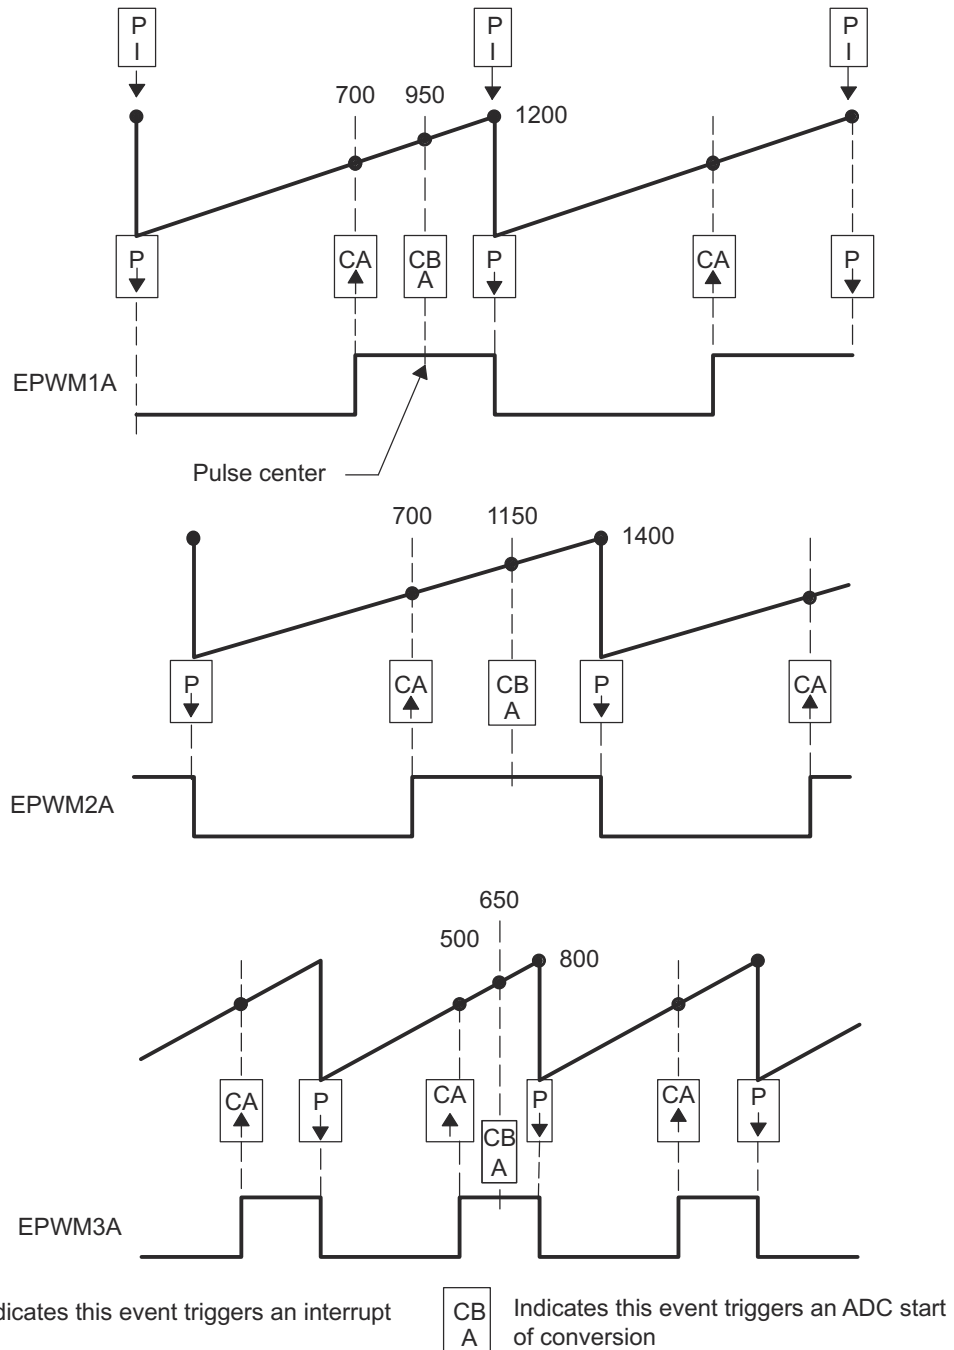 P P P
I I I
700 950 1200
P CA CB P CA P
A
EPWM1A
Pulse center
700 1150 1400
P CA CB P CA
A
EPWM2A
650
500 800
CA P CA P CA P
CB
A
EPWM3A
dicates this event triggers an interrupt
CB
A
Indicates this event triggers an ADC start
of conversion